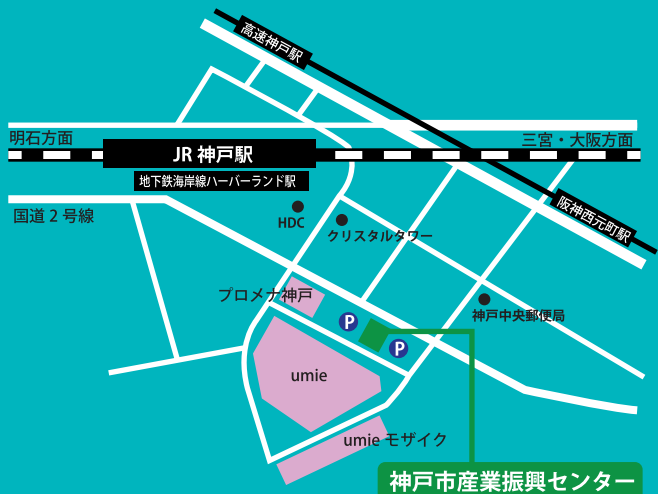 高速神戸駅
明石方面
三宮・大阪方面
JR 神戸駅
地下鉄海岸線ハーバーランド駅
阪神西元町駅
国道 2 号線
HDC
クリスタルタワー
プロメナ神戸
神戸中央郵便局
P
P
umie
umie モザイク
神戸市産業振興センター